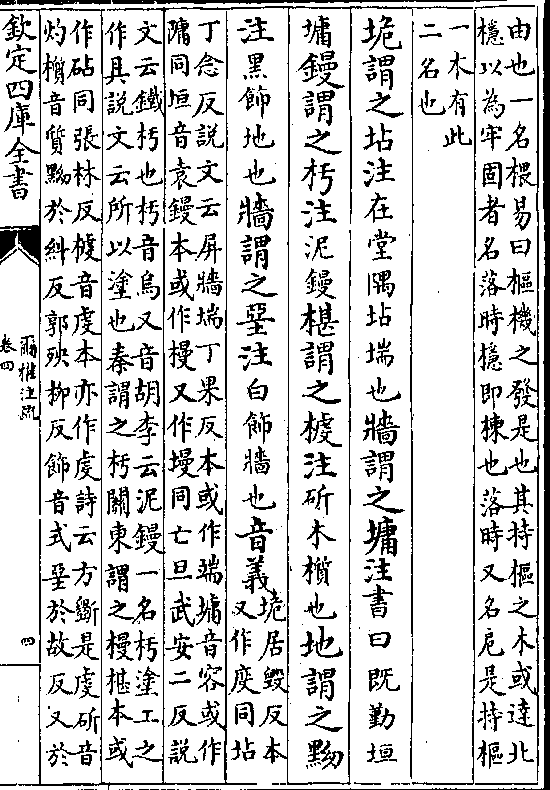 由也一名椳易曰樞機之發是也其持樞之木或達北
檼以為牢固者名落時檼即棟也落時又名戹是持樞
一木有此
二名也
垝謂之坫注在堂隅坫㙐也牆謂之墉注書曰既勤垣
墉鏝謂之杇注泥鏝椹謂之榩注斫木櫍也地謂之黝
注黒飾地也牆謂之堊注白飾牆也音義
垝居毀反本
又作庪同坫
丁念反説文云屏牆㙐丁果反本或作端墉音容或作
𨻱同垣音袁鏝本或作槾又作墁同亡旦武安二反説
文云鐵杇也杇音烏又音胡李云泥鏝一名杇塗工之
作具説文云所以塗也秦謂之杇關東謂之槾椹本或
作砧同張林反榩音虔本亦作虔詩云方斲是虔斫音
灼櫍音質黝於糾反郭殃柳反飾音式堊於故反又於
欽定四庫全書
爾雅注疏
卷四
四